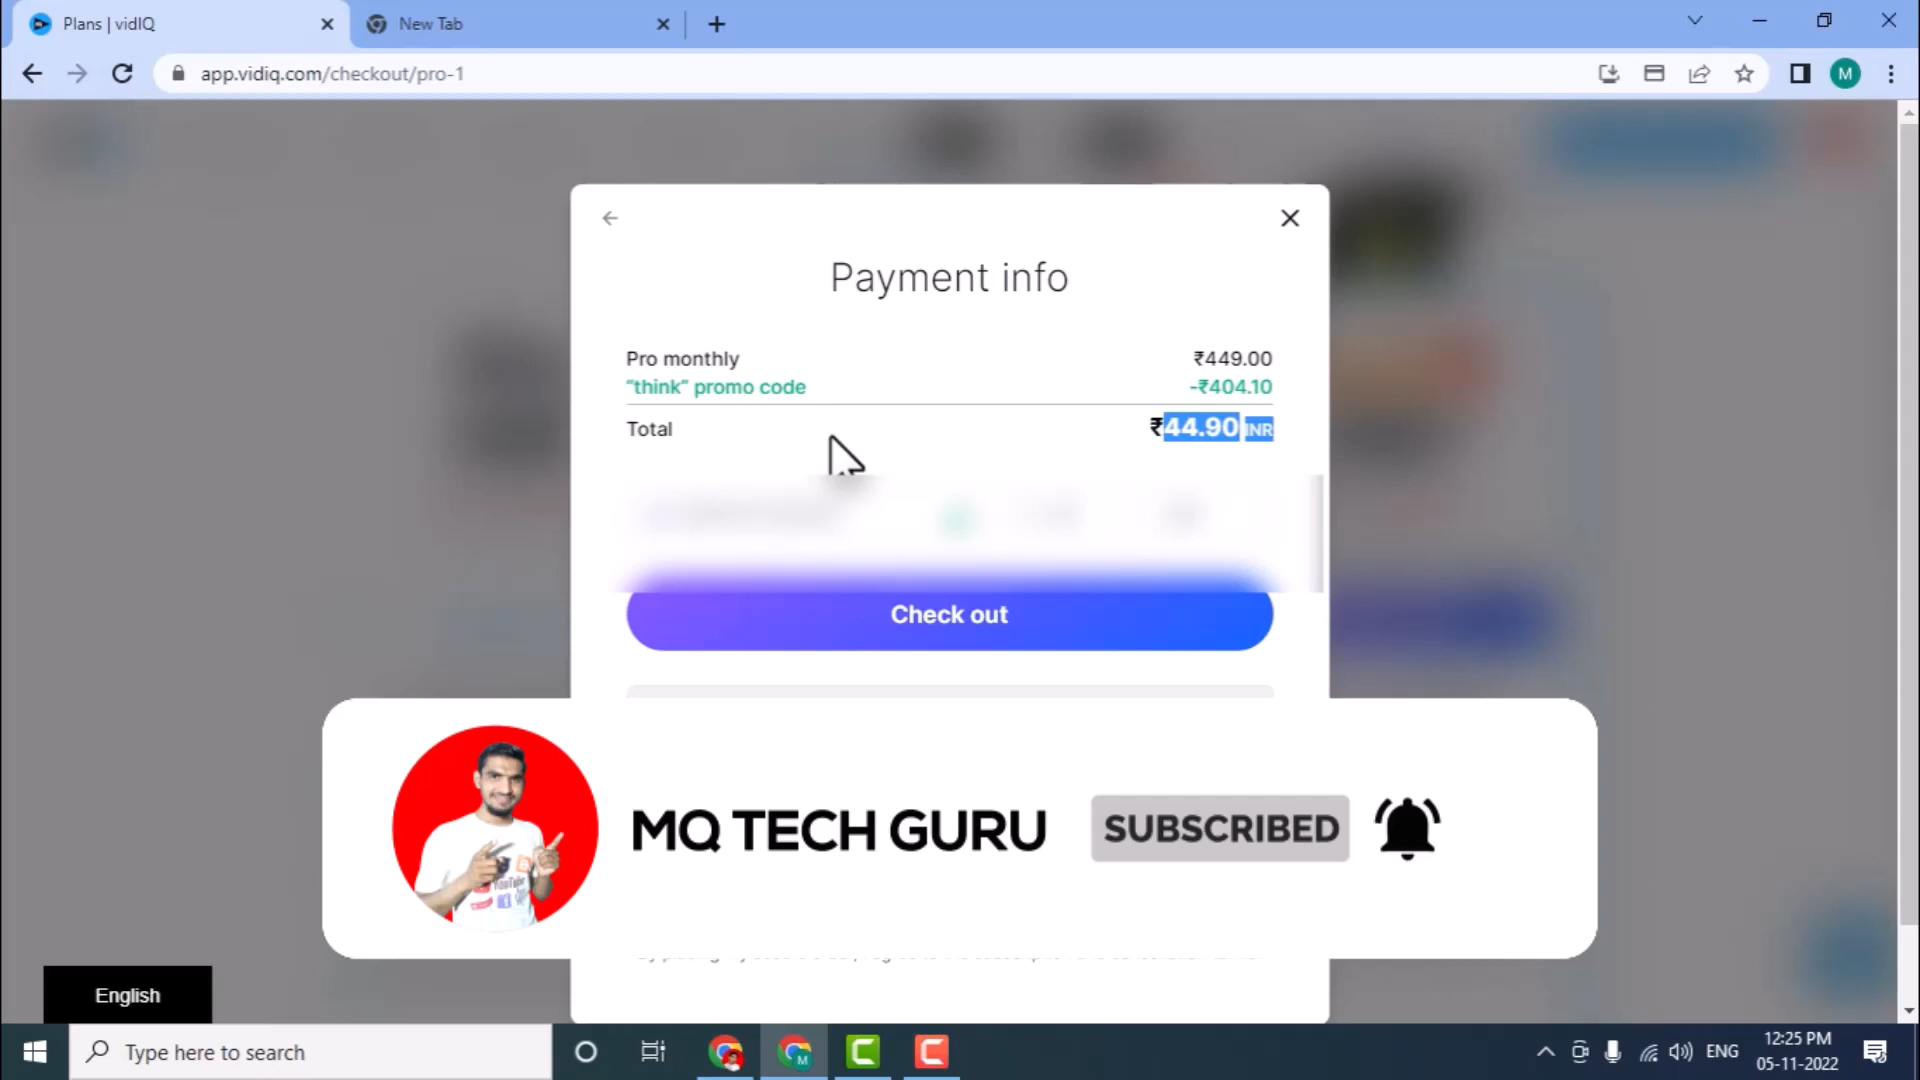 Plans | vidIQ
New Tab
app.vidiq.com/checkout/pro-1
M
Payment info
Pro monthly ₹449.00
“think” promo code -₹404.10
Total ₹44.90 INR
Check out
MQ TECH GURU
SUBSCRIBED
YouTube
English
Type here to search
ENG
12:25 PM
05-11-2022